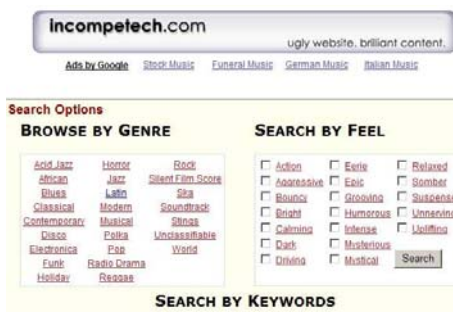 incompetech.com
ugly website. brilliant content.
Ads by Google Stock Music Funeral Music German Music Italian Music
Search Options
BROWSE BY GENRE
Acid Jazz Horror Rock
African Jazz Silent Film Score
Blues Latin Ska
Classical Modern Soundtrack
Contemporary Musical Stings
Disco Polka Unclassifiable
Electronica Pop World
Funk Radio Drama
Holiday Reggae
SEARCH BY FEEL
Action Eerie Relaxed
Aggressive Epic Somber
Bouncy Grooving Suspense
Bright Humorous Unnerving
Calming Intense Uplifting
Dark Mysterious
Driving Mystical Search
SEARCH BY KEYWORDS